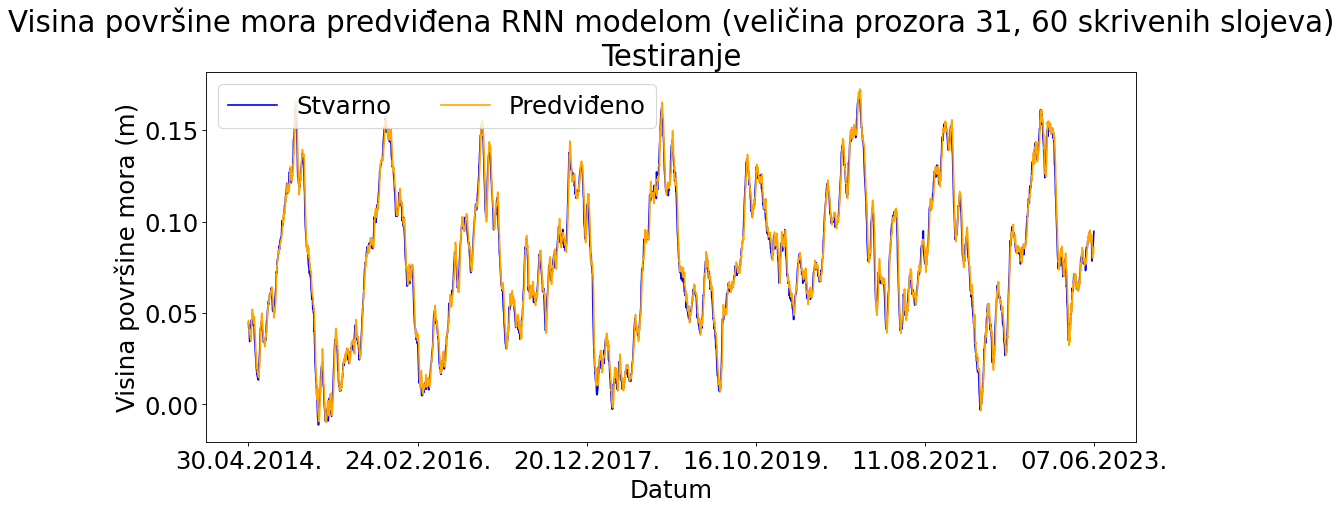 Visina površine mora predviđena RNN modelom (veličina prozora 31, 60 skrivenih slojeva)
Testiranje
Stvarno Predviđeno
Visina površine mora (m)
0.15
0.10
0.05
0.00
30.04.2014. 24.02.2016. 20.12.2017. 16.10.2019. 11.08.2021. 07.06.2023.
Datum